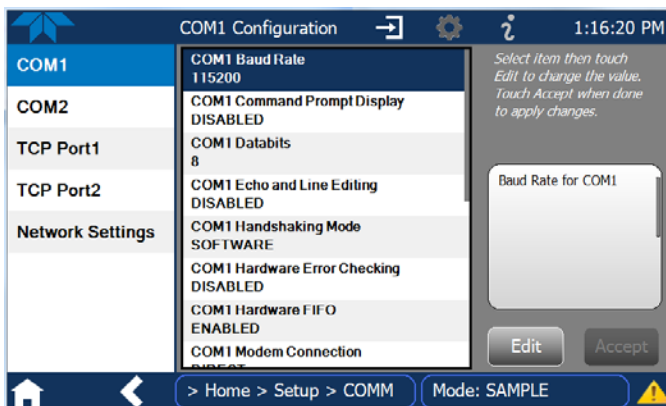 COM1 Configuration
1:16:20 PM
COM1
COM2
TCP Port1
TCP Port2
Network Settings
COM1 Baud Rate
115200
COM1 Command Prompt Display
DISABLED
COM1 Databits
8
COM1 Echo and Line Editing
DISABLED
COM1 Handshaking Mode
SOFTWARE
COM1 Hardware Error Checking
DISABLED
COM1 Hardware FIFO
ENABLED
COM1 Modem Connection
DIRECT
Select item then touch
Edit to change the value.
Touch Accept when done
to apply changes.
Baud Rate for COM1
Edit
Accept
> Home > Setup > COMM
Mode: SAMPLE